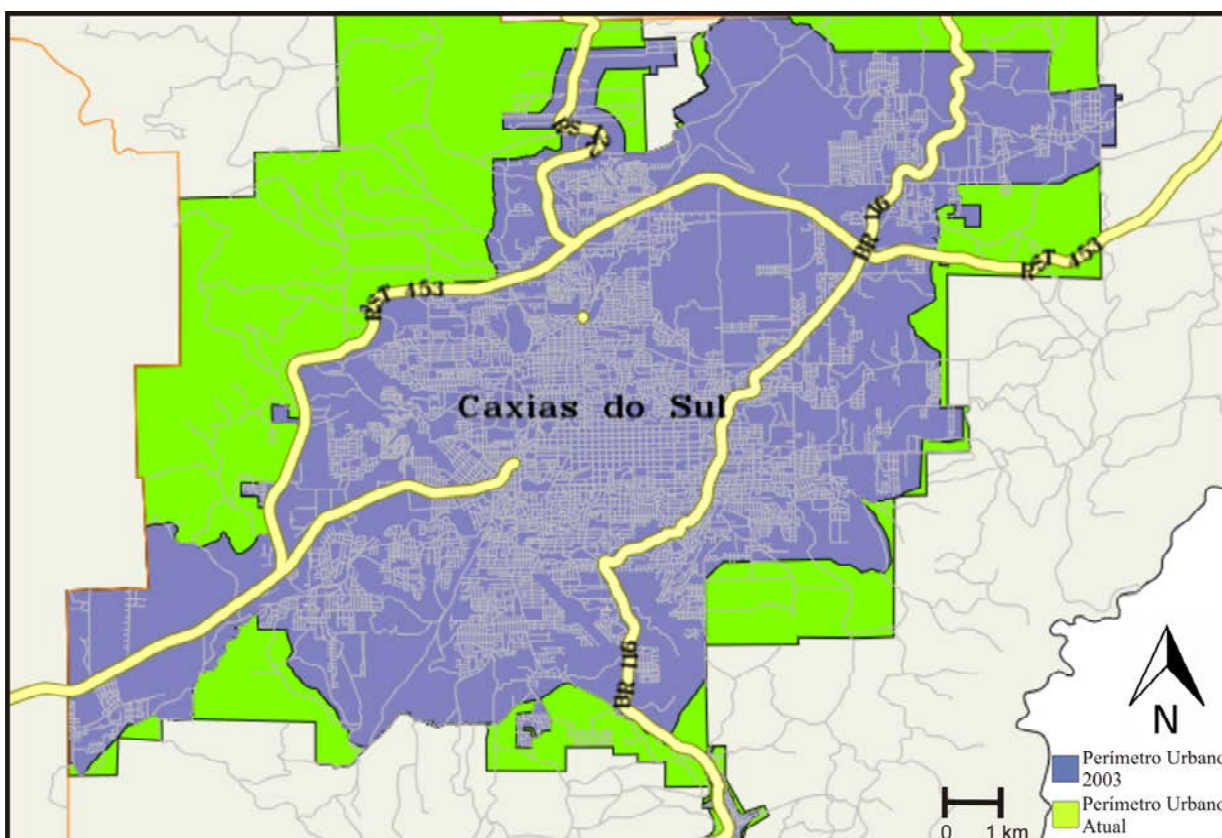 RS 122
BR 116
RST 453
RST 453
Caxias do Sul
BR 116
N
Perímetro Urbano
2003
Perímetro Urbano
Atual
0 1 km